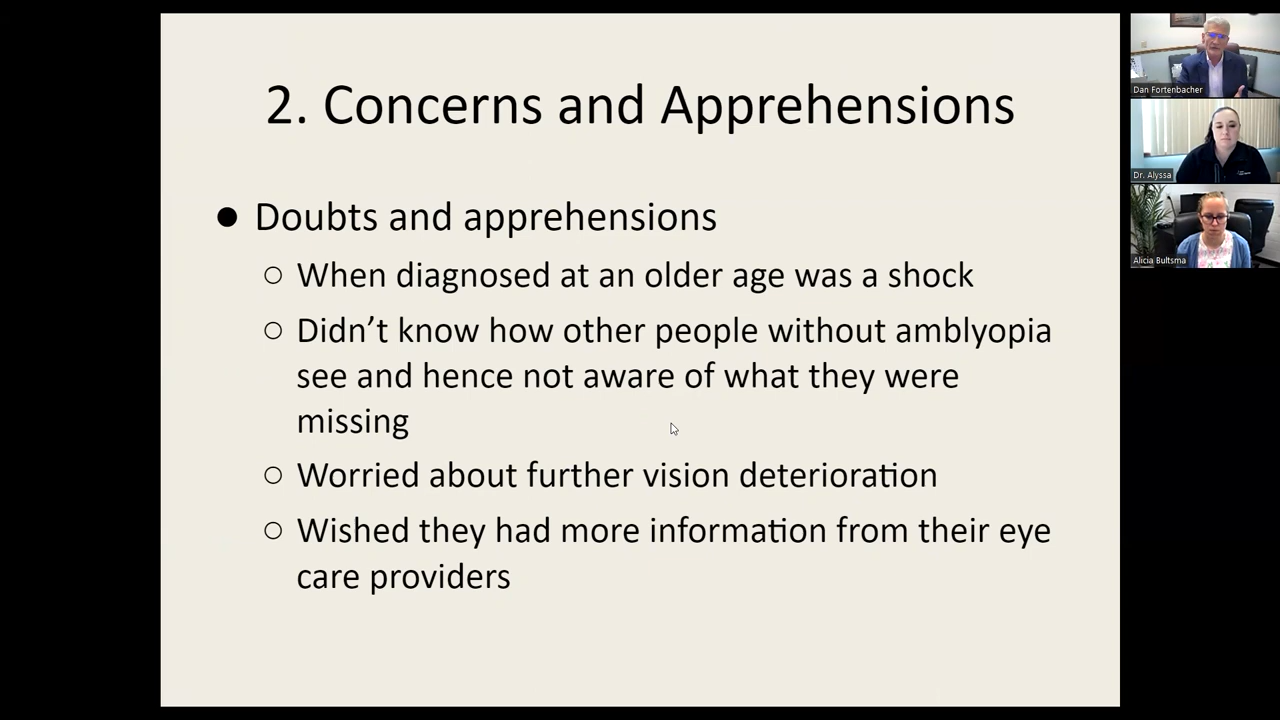 2. Concerns and Apprehensions
● Doubts and apprehensions
○ When diagnosed at an older age was a shock
○ Didn’t know how other people without amblyopia
see and hence not aware of what they were
missing
○ Worried about further vision deterioration
○ Wished they had more information from their eye
care providers
Dan Fortenbacher
Dr. Alyssa
Alicia Bultsma